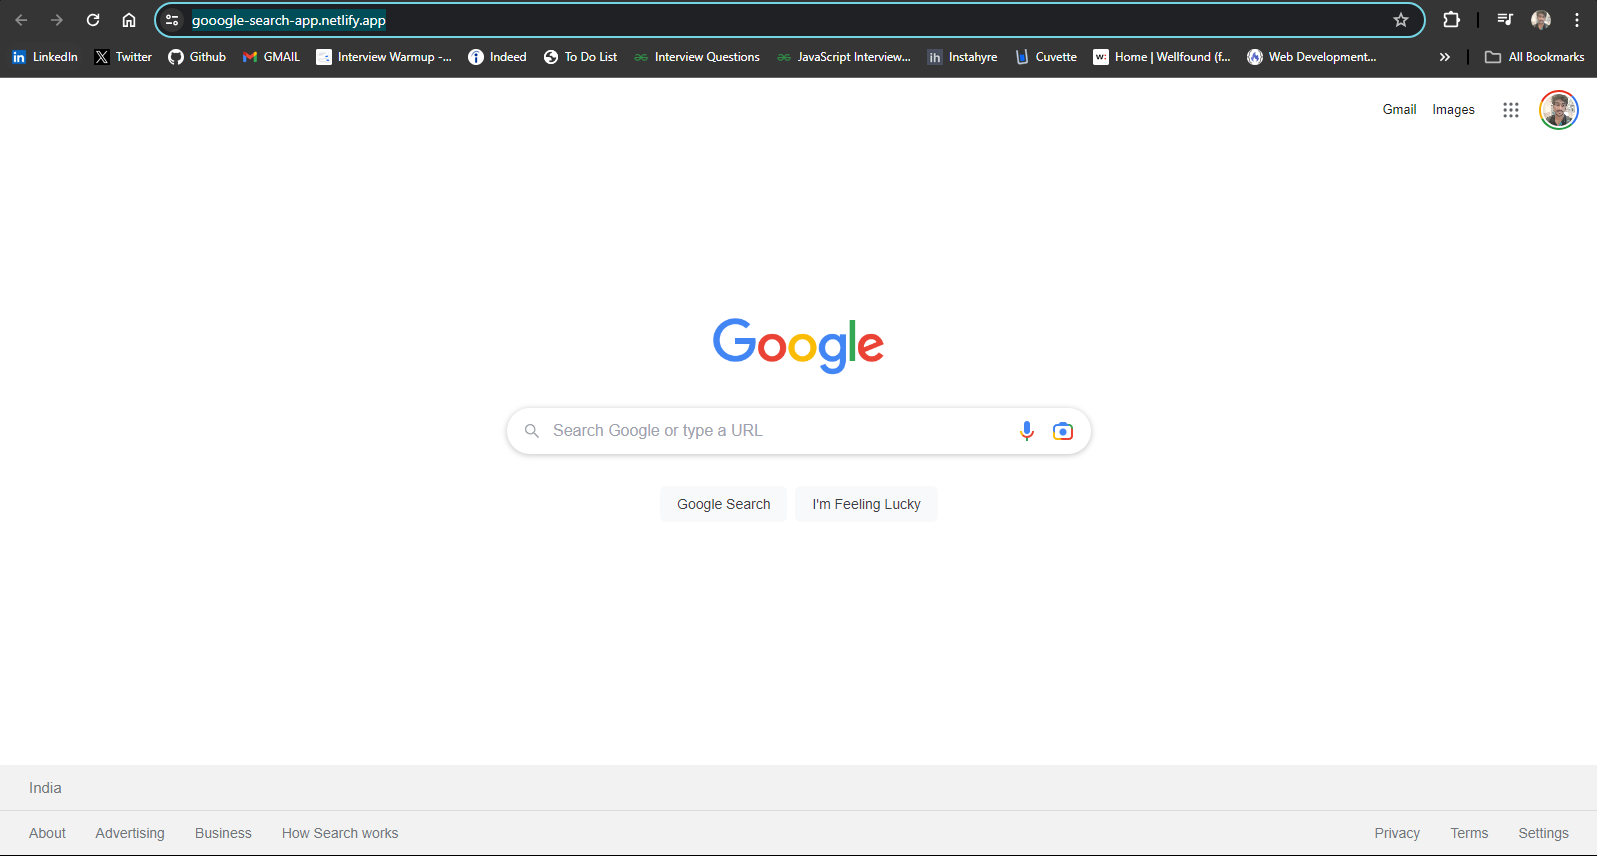 gooogle-search-app.netlify.app
LinkedIn Twitter Github GMAIL Interview Warmup -... Indeed To Do List Interview Questions JavaScript Interview... Instahyre Cuvette Home | Wellfound (f... Web Development... All Bookmarks
Gmail Images
Google
Search Google or type a URL
Google Search I'm Feeling Lucky
India
About Advertising Business How Search works Privacy Terms Settings